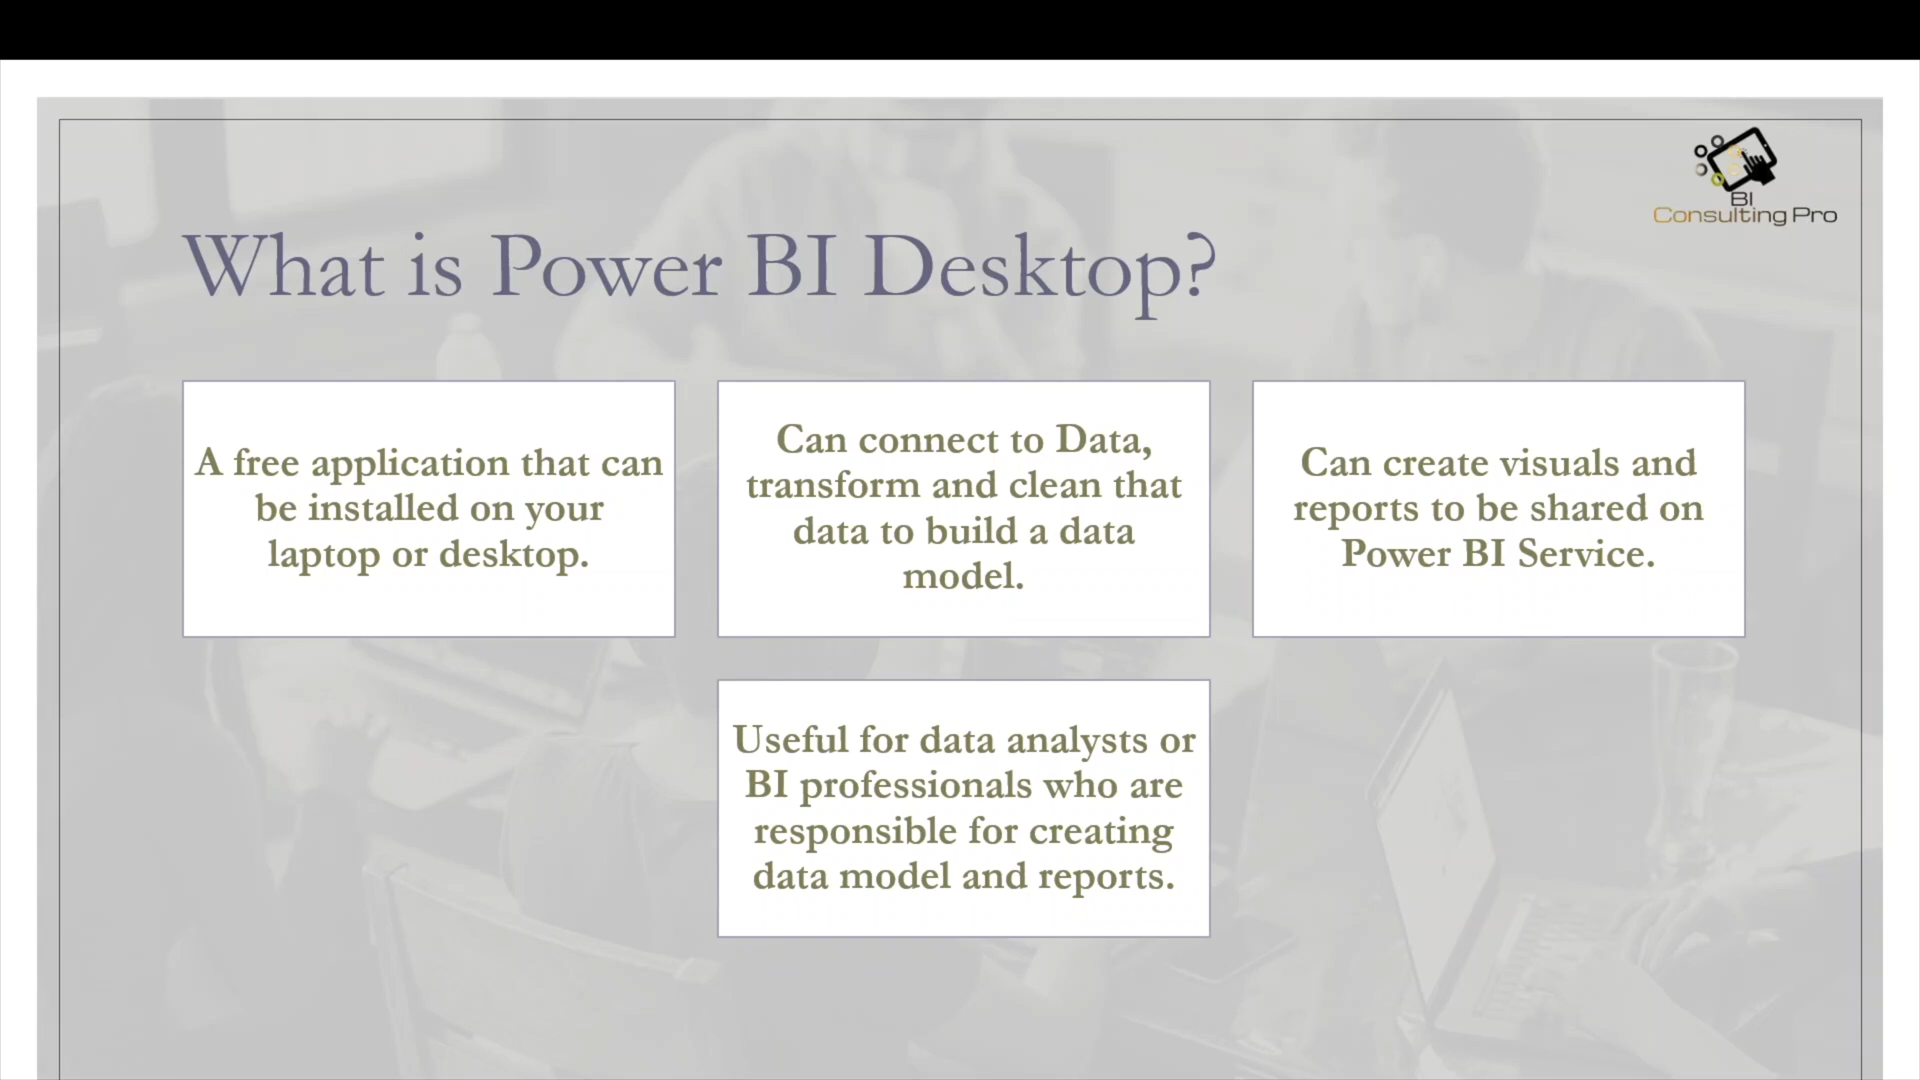 BI
Consulting Pro
What is Power BI Desktop?
A free application that can
be installed on your
laptop or desktop.
Can connect to Data,
transform and clean that
data to build a data
model.
Can create visuals and
reports to be shared on
Power BI Service.
Useful for data analysts or
BI professionals who are
responsible for creating
data model and reports.